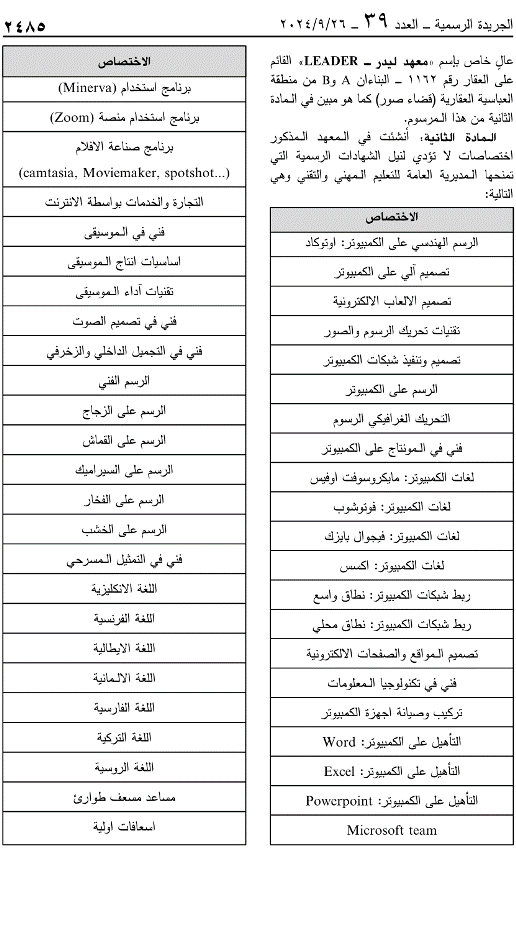 الجريدة الرسمية ــ العدد ٣٩ ــ ٢٠٢٤/٩/٢٦
٢٤٨٥
عالٍ خاص بإسم «معهد ليدر ــ LEADER» القائم
على العقار رقم ١١٦٢ ــ البناءان A وB من منطقة
العباسية العقارية (قضاء صور) كما هو مبين في المادة
الثانية من هذا المرسوم.
المادة الثانية: أنشئت في المعهد المذكور
اختصاصات لا تؤدي لنيل الشهادات الرسمية التي
تمنحها المديرية العامة للتعليم المهني والتقني وهي
التالية:
الاختصاص
الرسم الهندسي على الكمبيوتر: اوتوكاد
تصميم آلي على الكمبيوتر
تصميم الالعاب الالكترونية
تقنيات تحريك الرسوم والصور
تصميم وتنفيذ شبكات الكمبيوتر
الرسم على الكمبيوتر
التحريك الغرافيكي الرسوم
فني في المونتاج على الكمبيوتر
لغات الكمبيوتر: مايكروسوفت اوفيس
لغات الكمبيوتر: فوتوشوب
لغات الكمبيوتر: فيجوال بايزك
لغات الكمبيوتر: اكسس
ربط شبكات الكمبيوتر: نطاق واسع
ربط شبكات الكمبيوتر: نطاق محلي
تصميم المواقع والصفحات الالكترونية
فني في تكنولوجيا المعلومات
تركيب وصيانة اجهزة الكمبيوتر
التأهيل على الكمبيوتر: Word
التأهيل على الكمبيوتر: Excel
التأهيل على الكمبيوتر: Powerpoint
Microsoft team
الاختصاص
برنامج استخدام (Minerva)
برنامج استخدام منصة (Zoom)
برنامج صناعة الافلام
(camtasia, Moviemaker, spotshot...)
التجارة والخدمات بواسطة الانترنت
فني في الموسيقى
اساسيات انتاج الموسيقى
تقنيات آداء الموسيقى
فني في تصميم الصوت
فني في التجميل الداخلي والزخرفي
الرسم الفني
الرسم على الزجاج
الرسم على القماش
الرسم على السيراميك
الرسم على الفخار
الرسم على الخشب
فني في التمثيل المسرحي
اللغة الانكليزية
اللغة الفرنسية
اللغة الايطالية
اللغة الالمانية
اللغة الفارسية
اللغة التركية
اللغة الروسية
مساعد مسعف طوارئ
اسعافات اولية